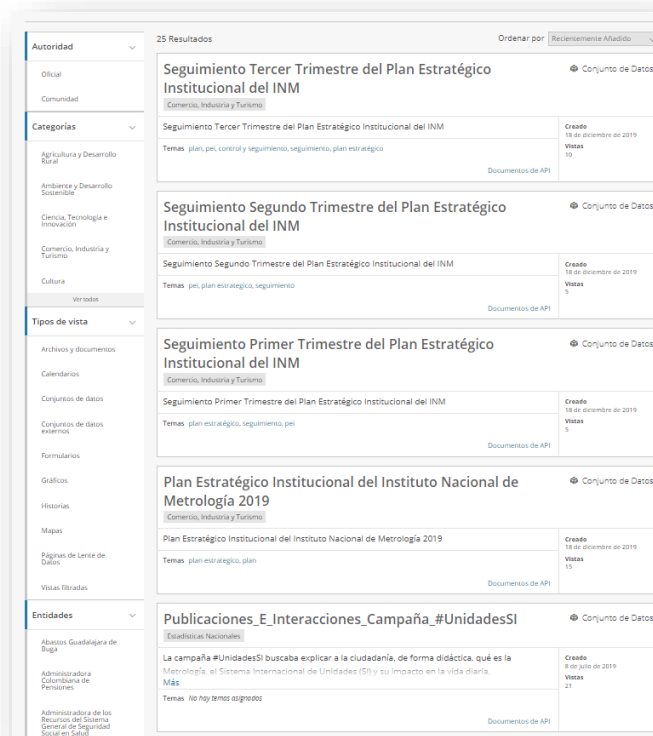 Autoridad
Oficial
Comunidad
Categorías
Agricultura y Desarrollo
Rural
Ambiente y Desarrollo
Sostenible
Ciencia, Tecnología e
Innovación
Comercio, Industria y
Turismo
Cultura
Ver todos
Tipos de vista
Archivos y documentos
Calendarios
Conjuntos de datos
Conjuntos de datos
externos
Formularios
Gráficos
Historias
Mapas
Páginas de Lente de
Datos
Vistas filtradas
Entidades
Abastos Guadalajara de
Buga
Administradora
Colombiana de
Pensiones
Administradora de los
Recursos del Sistema
General de Seguridad
Social en Salud
25 Resultados
Ordenar por Recientemente Añadido
Seguimiento Tercer Trimestre del Plan Estratégico
Institucional del INM
Conjunto de Datos
Comercio, Industria y Turismo
Seguimiento Tercer Trimestre del Plan Estratégico Institucional del INM
Temas plan, pei, control y seguimiento, seguimiento, plan estratégico
Creado
18 de diciembre de 2019
Vistas
10
Documentos de API
Seguimiento Segundo Trimestre del Plan Estratégico
Institucional del INM
Conjunto de Datos
Comercio, Industria y Turismo
Seguimiento Segundo Trimestre del Plan Estratégico Institucional del INM
Temas pei, plan estrategico, seguimiento
Creado
18 de diciembre de 2019
Vistas
5
Documentos de API
Seguimiento Primer Trimestre del Plan Estratégico
Institucional del INM
Conjunto de Datos
Comercio, Industria y Turismo
Seguimiento Primer Trimestre del Plan Estratégico Institucional del INM
Temas plan estratégico, seguimiento, pei
Creado
18 de diciembre de 2019
Vistas
5
Documentos de API
Plan Estratégico Institucional del Instituto Nacional de
Metrología 2019
Conjunto de Datos
Comercio, Industria y Turismo
Plan Estratégico Institucional del Instituto Nacional de Metrología 2019
Temas plan estrategico, plan
Creado
18 de diciembre de 2019
Vistas
15
Documentos de API
Publicaciones_E_Interacciones_Campaña_#UnidadesSI
Conjunto de Datos
Estadísticas Nacionales
La campaña #UnidadesSI buscaba explicar a la ciudadanía, de forma didáctica, qué es la
Metrología, el Sistema Internacional de Unidades (SI) y su impacto en la vida diaria.
Más
Temas No hay temas asignados
Creado
8 de julio de 2019
Vistas
21
Documentos de API